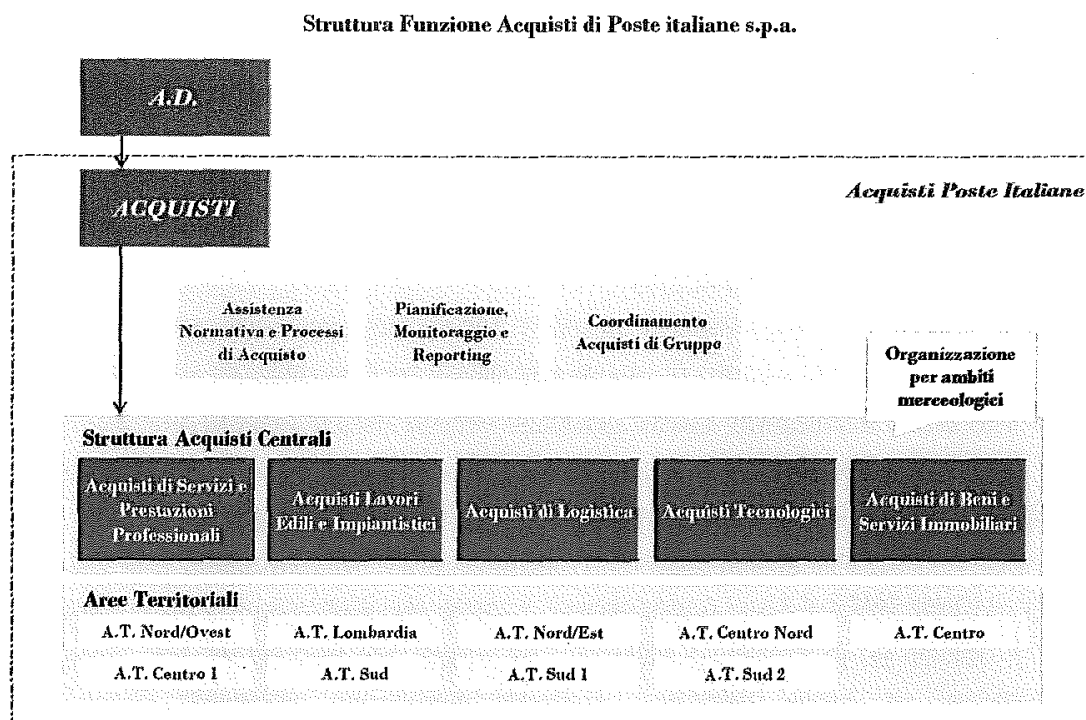 Struttura Funzione Acquisti di Poste italiane s.p.a.
A.D.
ACQUISTI
Acquisti Poste Italiane
Assistenza
Normativa e Processi
di Acquisto
Pianificazione,
Monitoraggio e
Reporting
Coordinamento
Acquisti di Gruppo
Organizzazione
per ambiti
merceologici
Struttura Acquisti Centrali
Acquisti di Servizi e
Prestazioni
Professionali
Acquisti Lavori
Edili e Impiantistici
Acquisti di Logistica
Acquisti Tecnologici
Acquisti di Beni e
Servizi Immobiliari
Aree Territoriali
A.T. Nord/Ovest
A.T. Lombardia
A.T. Nord/Est
A.T. Centro Nord
A.T. Centro
A.T. Centro 1
A.T. Sud
A.T. Sud 1
A.T. Sud 2